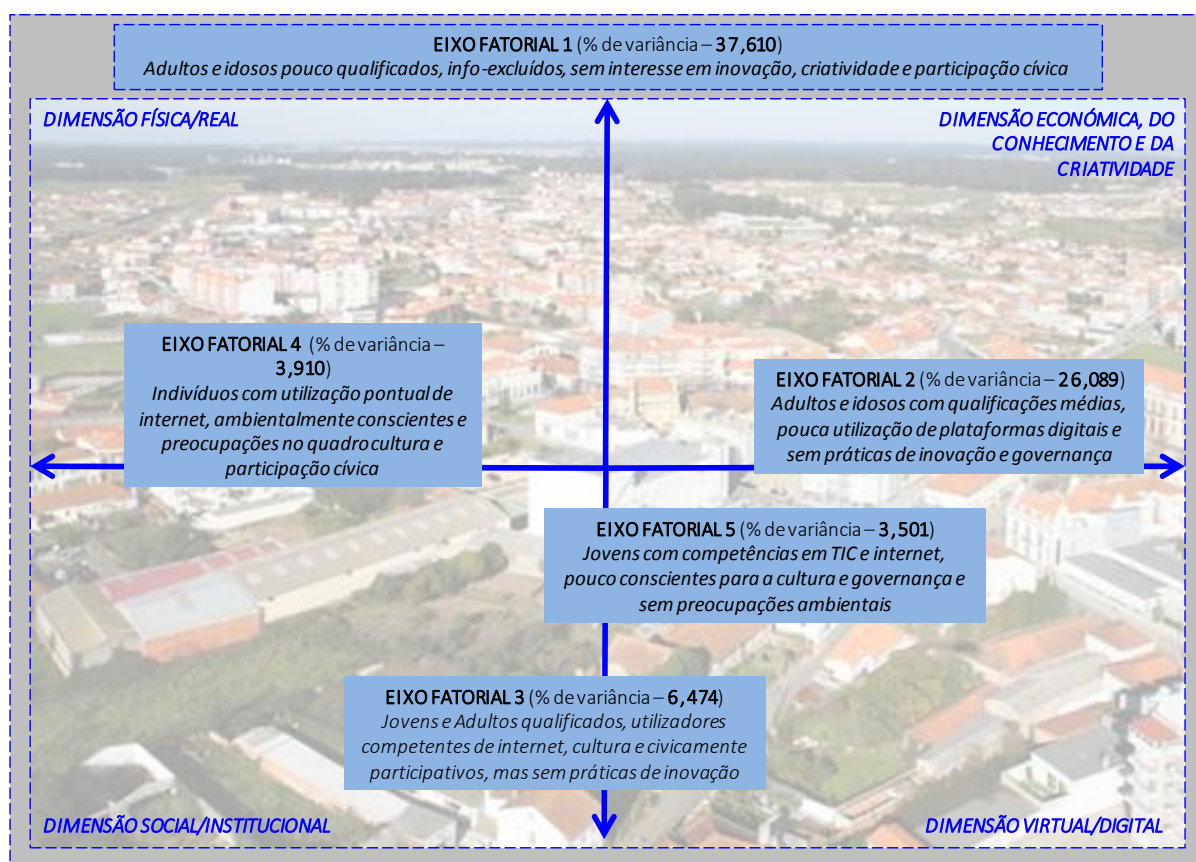 EIXO FATORIAL 1 (% de variância – 37,610)
Adultos e idosos pouco qualificados, info-excluídos, sem interesse em inovação, criatividade e participação cívica
DIMENSÃO FÍSICA/REAL
DIMENSÃO ECONÓMICA, DO
CONHECIMENTO E DA
CRIATIVIDADE
EIXO FATORIAL 4 (% de variância –
3,910)
Indivíduos com utilização pontual de
internet, ambientalmente conscientes e
preocupações no quadro cultura e
participação cívica
EIXO FATORIAL 2 (% de variância – 26,089)
Adultos e idosos com qualificações médias,
pouca utilização de plataformas digitais e
sem práticas de inovação e governança
EIXO FATORIAL 5 (% de variância – 3,501)
Jovens com competências em TIC e internet,
pouco conscientes para a cultura e governança e
sem preocupações ambientais
EIXO FATORIAL 3 (% de variância – 6,474)
Jovens e Adultos qualificados, utilizadores
competentes de internet, cultura e civicamente
participativos, mas sem práticas de inovação
DIMENSÃO SOCIAL/INSTITUCIONAL
DIMENSÃO VIRTUAL/DIGITAL